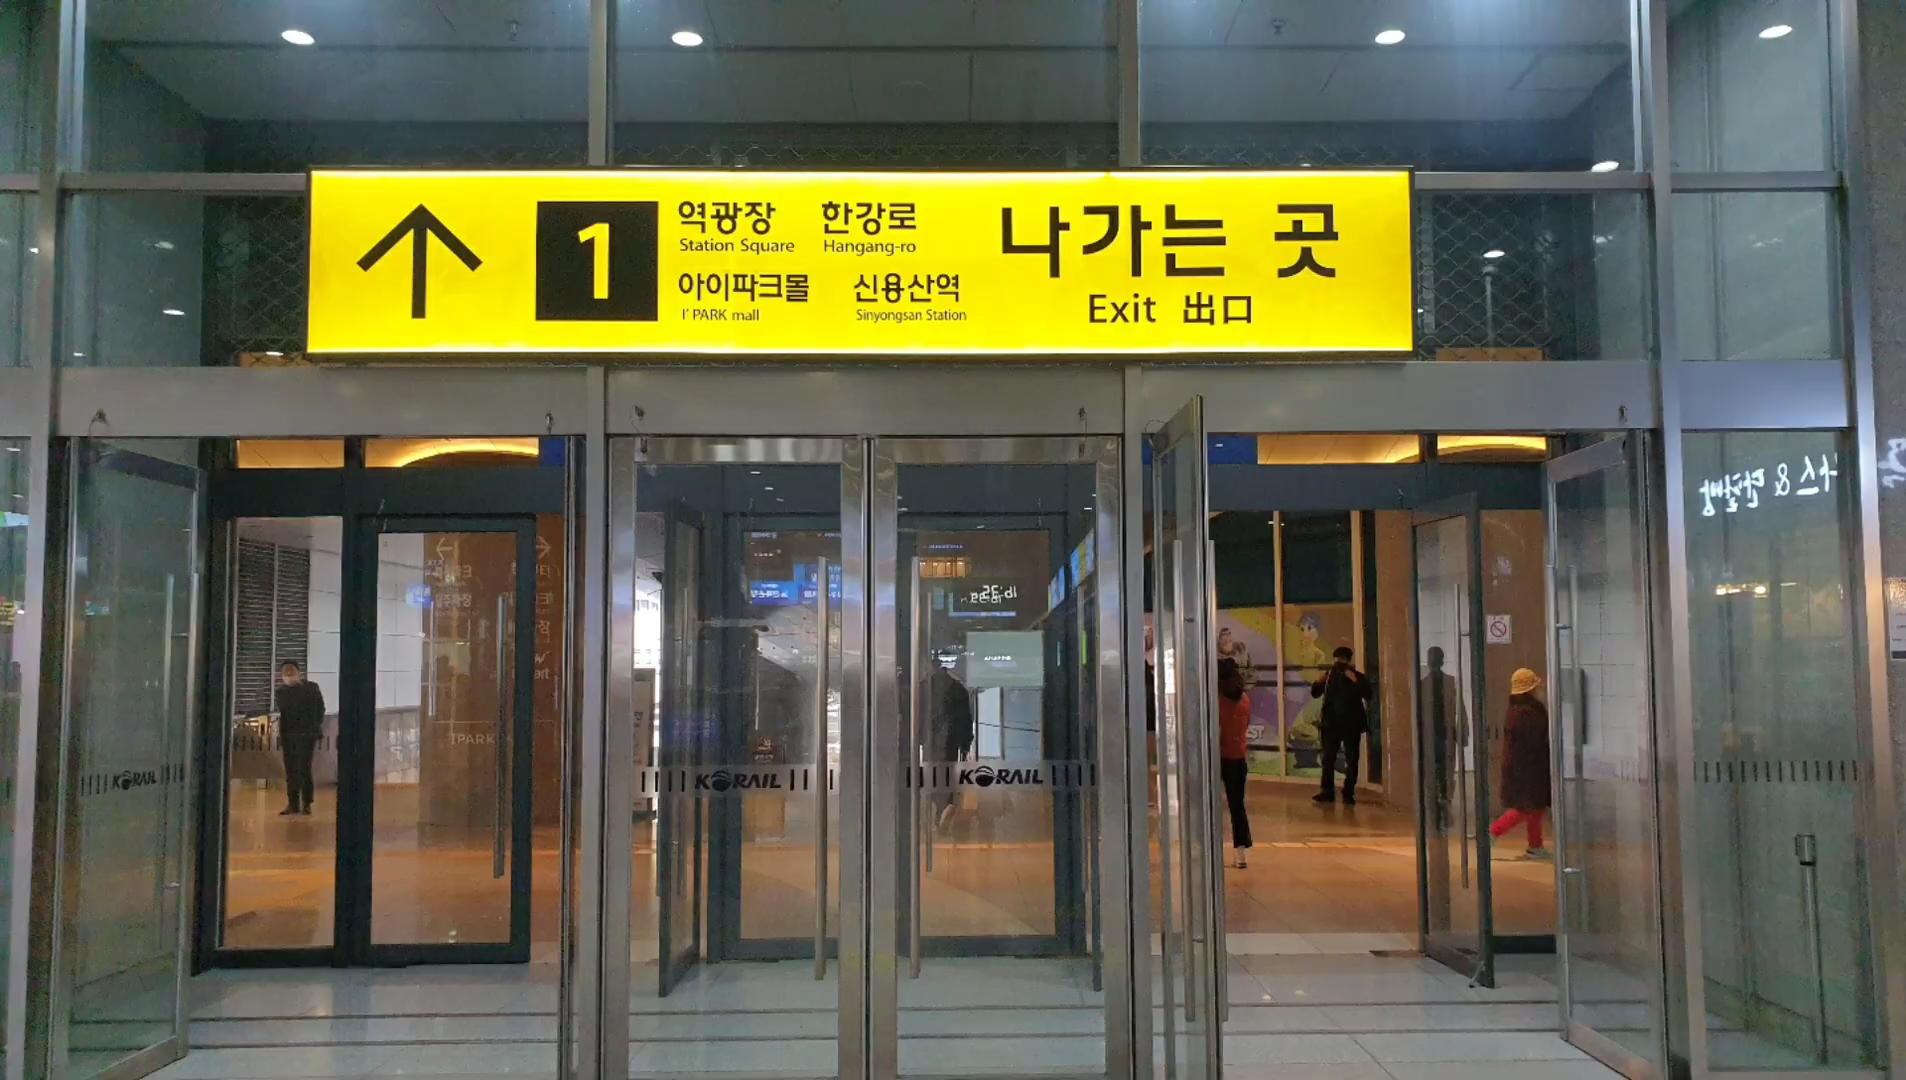 1
역광장 한강로
Station Square Hangang-ro
아이파크몰 신용산역
I' PARK mall Sinyongsan Station
나가는 곳
Exit 出口
KORAIL
KORAIL
KORAIL
IPARK